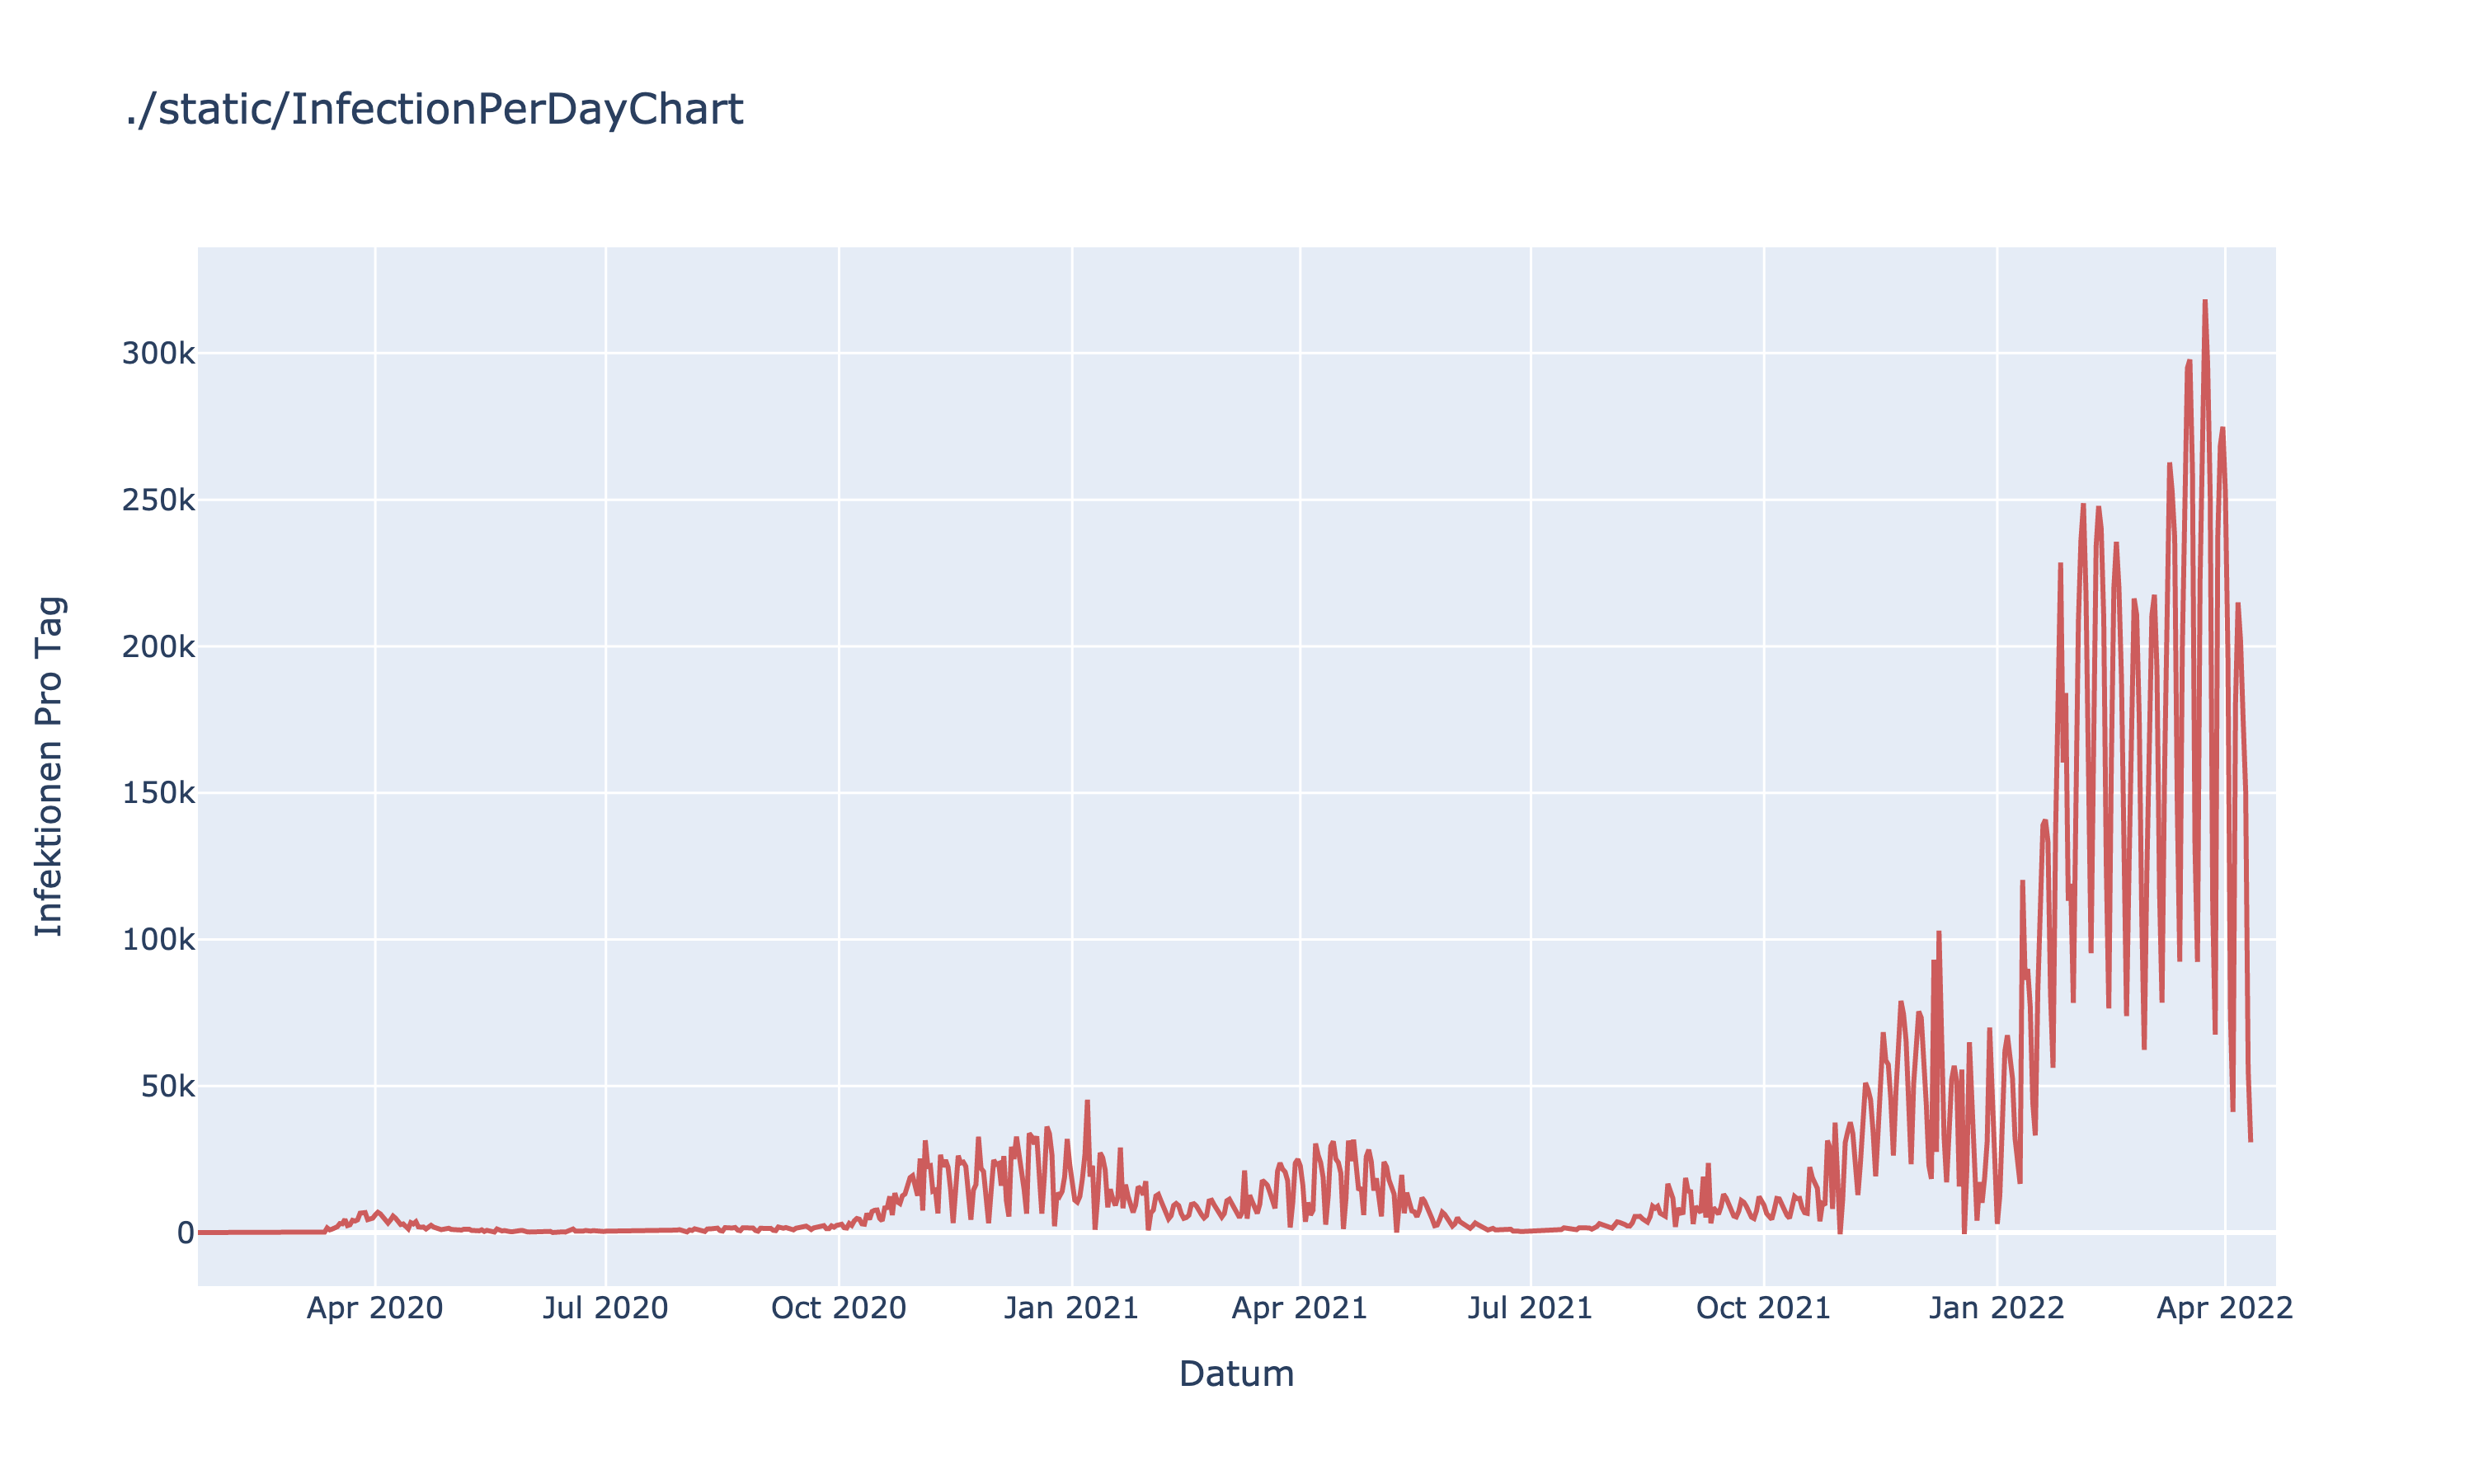 ./static/InfectionPerDayChart
Infektionen Pro Tag
300k
250k
200k
150k
100k
50k
0
Apr 2020 Jul 2020 Oct 2020 Jan 2021 Apr 2021 Jul 2021 Oct 2021 Jan 2022 Apr 2022
Datum